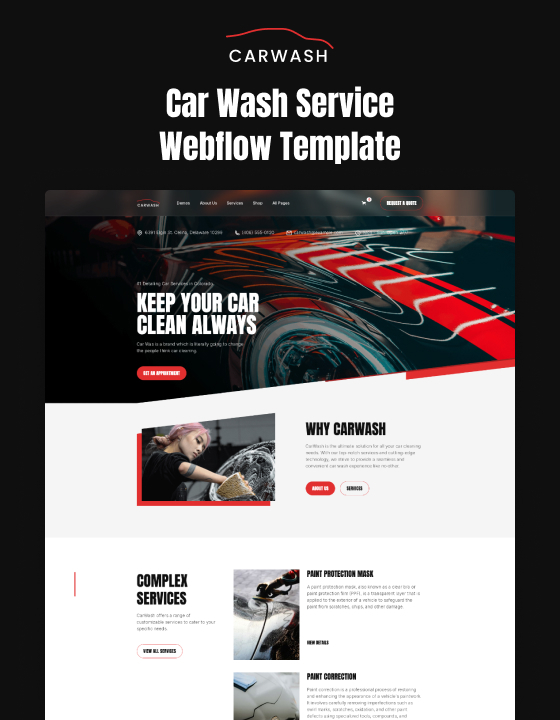 CARWASH
Car Wash Service
Webflow Template
CARWASH
Demos
About Us
Services
Shop
All Pages
REQUEST A QUOTE
(406) 555-0120
#1 Detailing Car Services in Colorado
KEEP YOUR CAR
CLEAN ALWAYS
Car Wax is a brand which is literally going to change
the people think car cleaning.
GET AN APPOINTMENT
WHY CARWASH
CarWash is the ultimate solution for all your car cleaning
needs. With our top-notch services and cutting-edge
technology, we strive to provide a seamless and
convenient car wash experience like no other.
ABOUT US
SERVICES
COMPLEX
SERVICES
CarWash offers a range of
customizable services to cater to your
specific needs.
VIEW ALL SERVICES
PAINT PROTECTION MASK
A paint protection mask, also known as a clear bra or
paint protection film (PPF), is a transparent layer that is
applied to the exterior of a vehicle to safeguard the
paint from scratches, chips, and other damage.
VIEW DETAILS
PAINT CORRECTION
Paint correction is a professional process of restoring
and enhancing the appearance of a vehicle's paintwork.
It involves carefully removing imperfections such as
swirl marks, scratches, oxidation, and other paint
defects using specialized tools, compounds, and